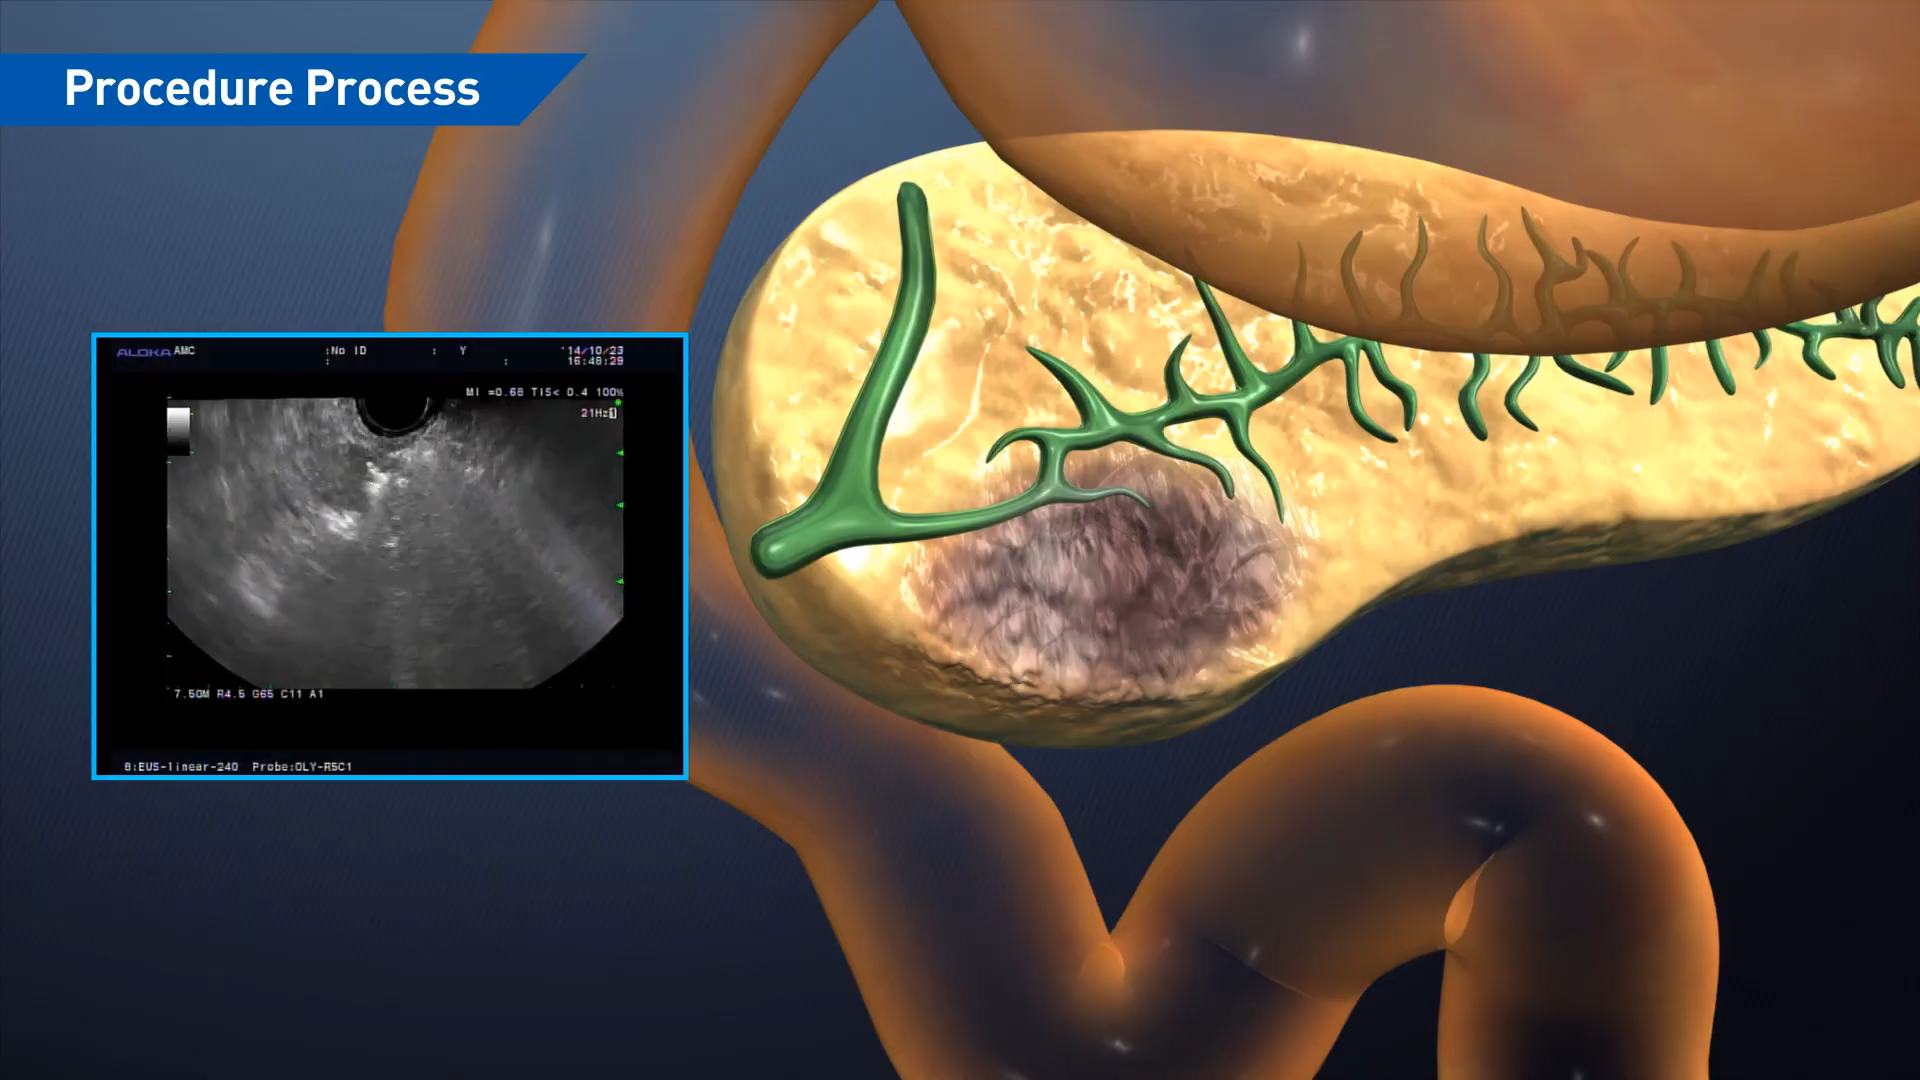 Procedure Process
ALOKA AMC :No ID : Y '14/10/23
: : 16:48:29
MI =0.68 TIS< 0.4 100%
21Hz1
7.50M R4.5 G65 C11 A1
8:EUS-linear-240 Probe:OLY-R5C1